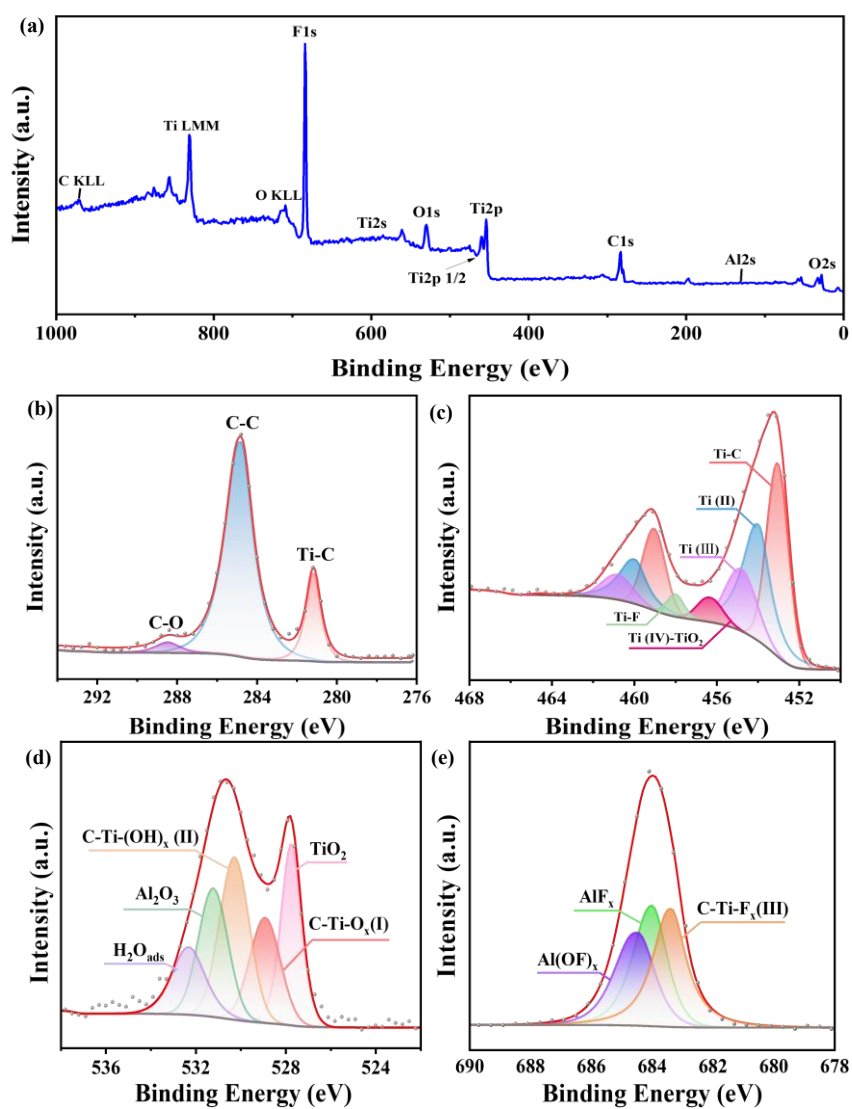 (a)
F1s
Ti LMM
C KLL
O KLL
Ti2s
O1s
Ti2p
Ti2p 1/2
C1s
Al2s
O2s
Intensity (a.u.)
1000
800
600
400
200
0
Binding Energy (eV)
(b)
C-C
Ti-C
C-O
Intensity (a.u.)
292
288
284
280
276
Binding Energy (eV)
(c)
Ti-C
Ti (II)
Ti (III)
Ti-F
Ti (IV)-TiO₂
Intensity (a.u.)
468
464
460
456
452
Binding Energy (eV)
(d)
C-Ti-(OH)ₓ (II)
TiO₂
Al₂O₃
C-Ti-Oₓ(I)
H₂Oads
Intensity (a.u.)
536
532
528
524
Binding Energy (eV)
(e)
AlFₓ
C-Ti-Fₓ(III)
Al(OF)ₓ
Intensity (a.u.)
690
688
686
684
682
680
678
Binding Energy (eV)